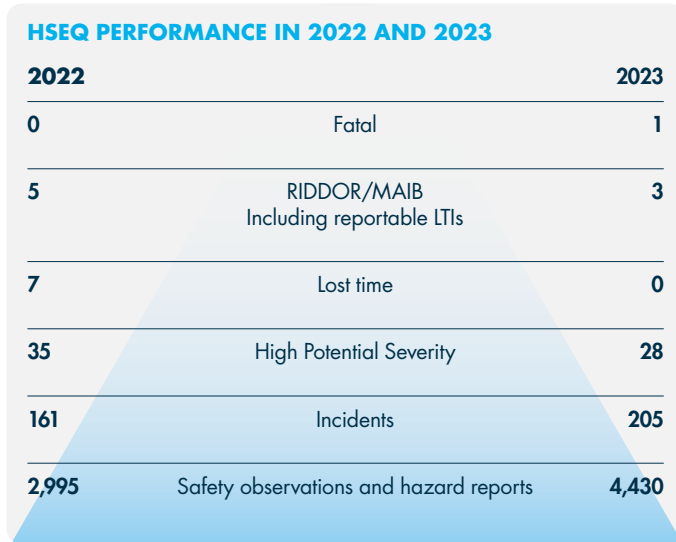 HSEQ PERFORMANCE IN 2022 AND 2023
2022 2023
0 Fatal 1
5 RIDDOR/MAIB 3
Including reportable LTIs
7 Lost time 0
35 High Potential Severity 28
161 Incidents 205
2,995 Safety observations and hazard reports 4,430